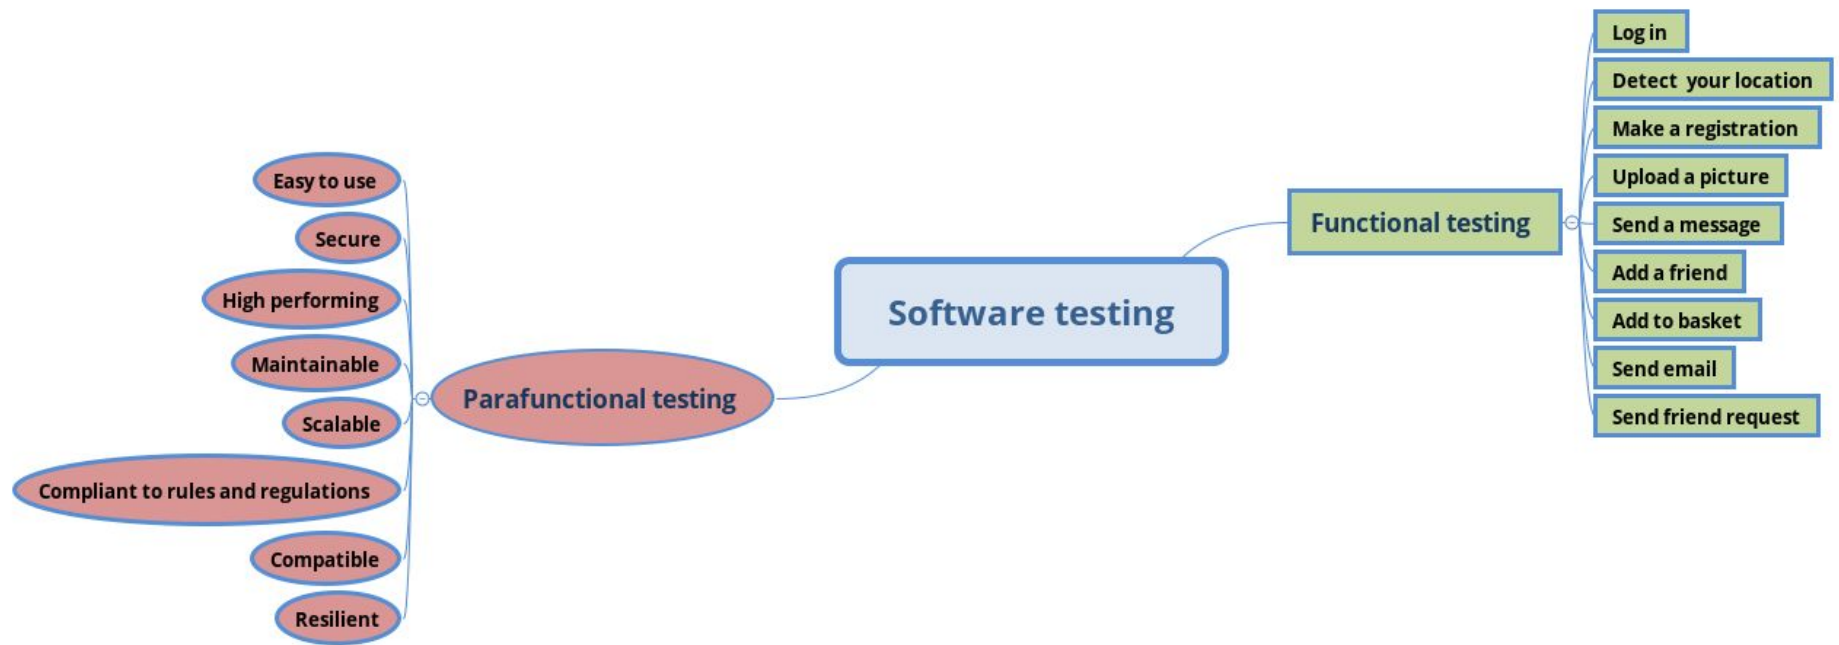 Software testing
Functional testing
Log in
Detect  your location
Make a registration
Upload a picture
Send a message
Add a friend
Add to basket
Send email
Send friend request
Parafunctional testing
Easy to use
Secure
High performing
Maintainable
Scalable
Compliant to rules and regulations
Compatible
Resilient